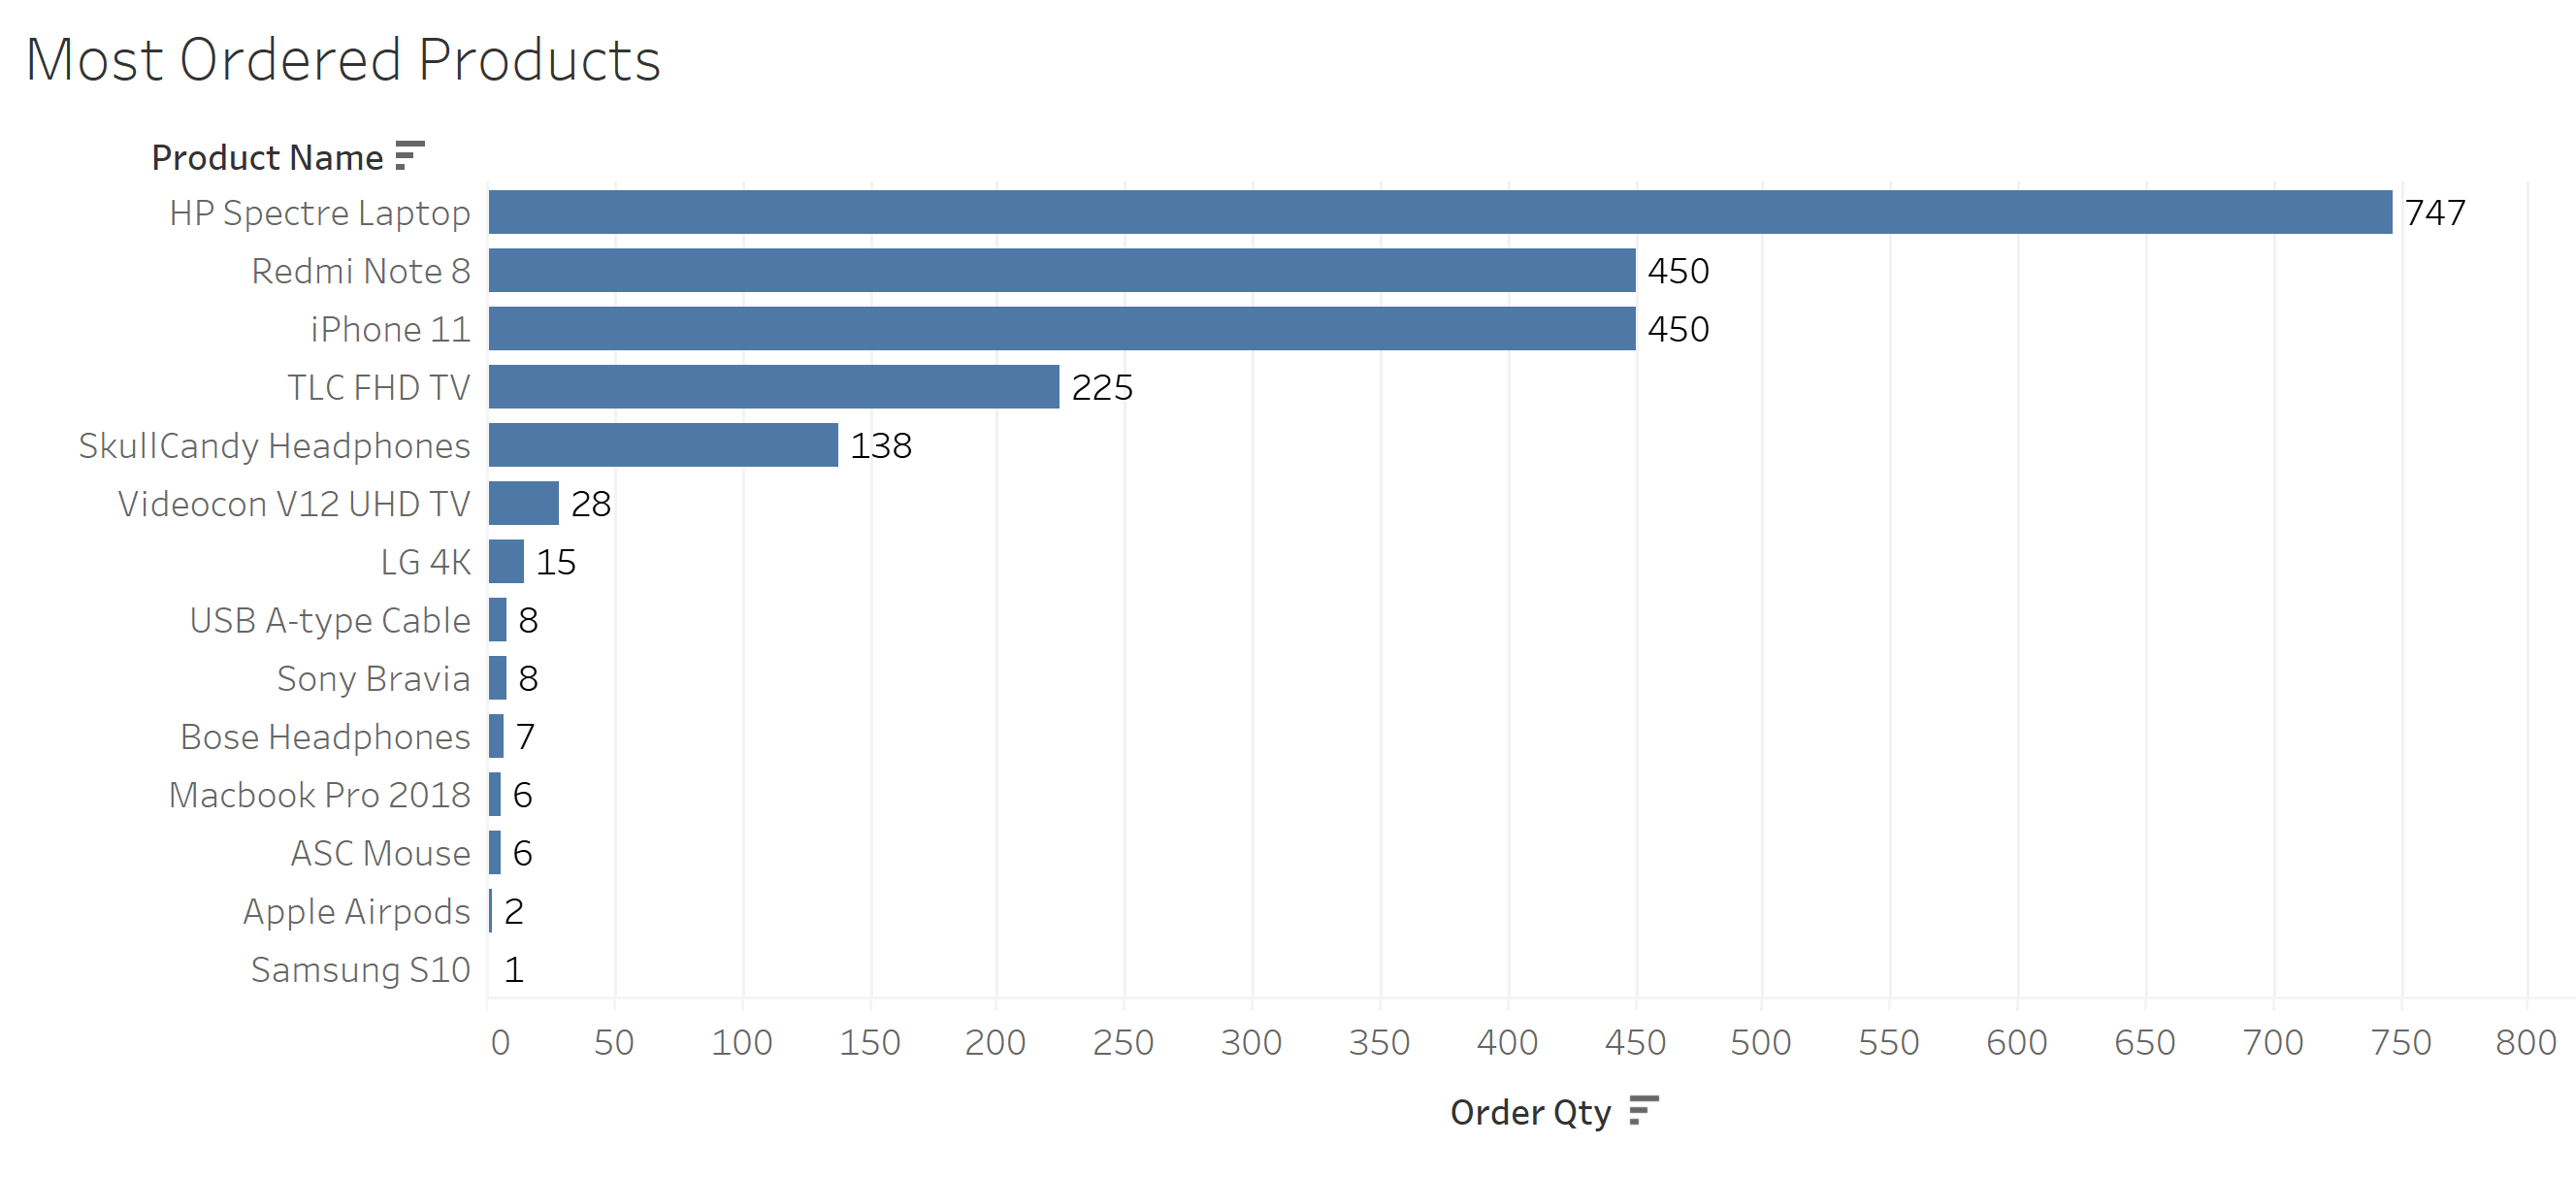 Most Ordered Products
Product Name
HP Spectre Laptop 747
Redmi Note 8 450
iPhone 11 450
TLC FHD TV 225
SkullCandy Headphones 138
Videocon V12 UHD TV 28
LG 4K 15
USB A-type Cable 8
Sony Bravia 8
Bose Headphones 7
Macbook Pro 2018 6
ASC Mouse 6
Apple Airpods 2
Samsung S10 1
0 50 100 150 200 250 300 350 400 450 500 550 600 650 700 750 800
Order Qty